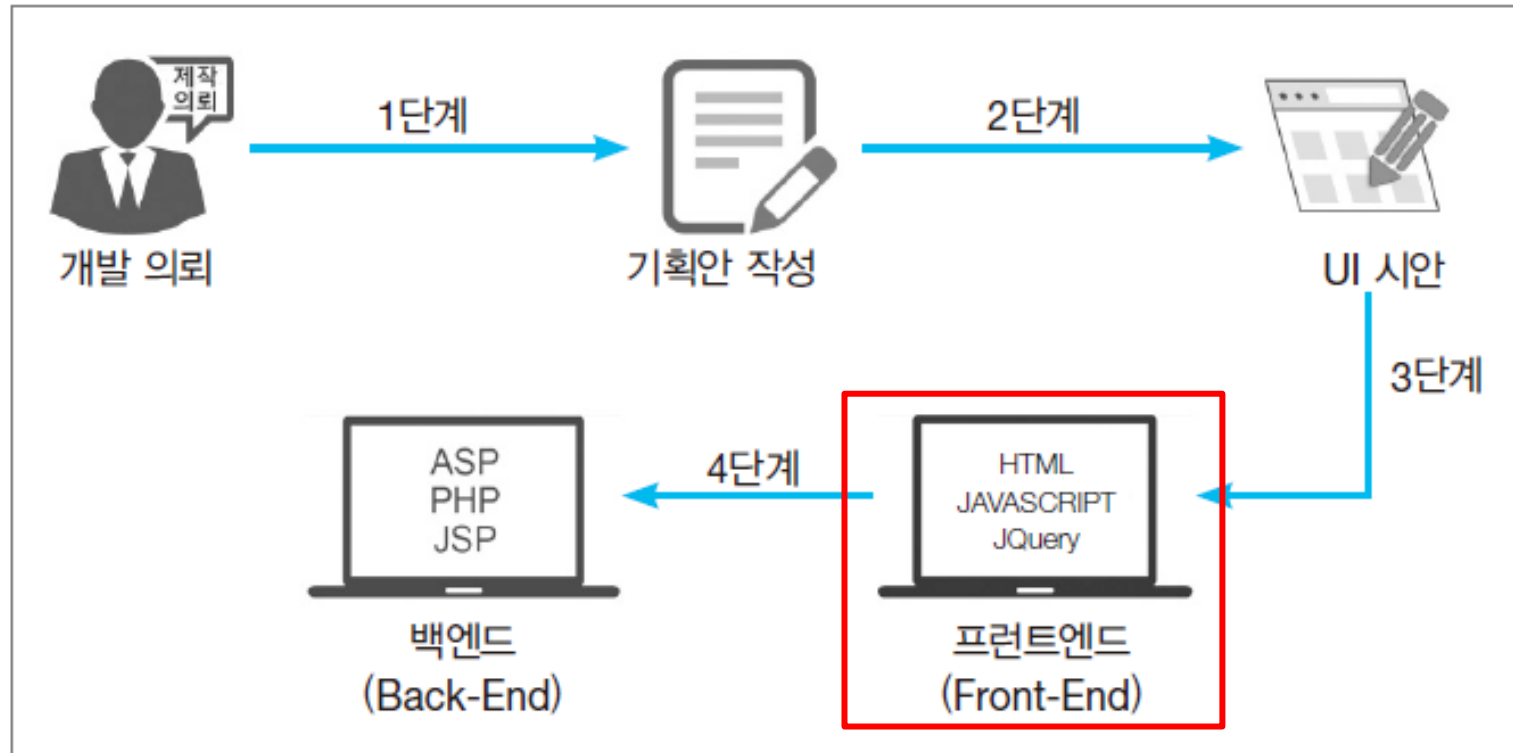 제작
의뢰
1단계
2단계
개발 의뢰
기획안 작성
UI 시안
3단계
HTML
JAVASCRIPT
JQuery
프런트엔드
(Front-End)
4단계
ASP
PHP
JSP
백엔드
(Back-End)